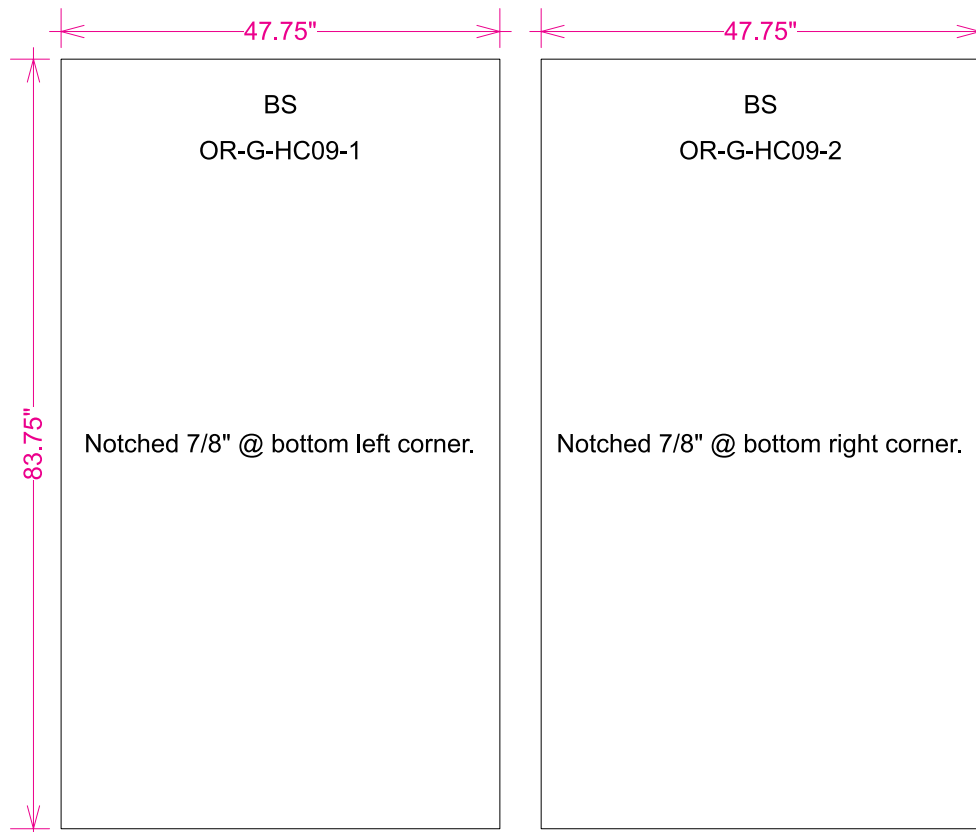 47.75"
47.75"
BS
BS
OR-G-HC09-1
OR-G-HC09-2
83.75"
Notched 7/8" @ bottom left corner.
Notched 7/8" @ bottom right corner.